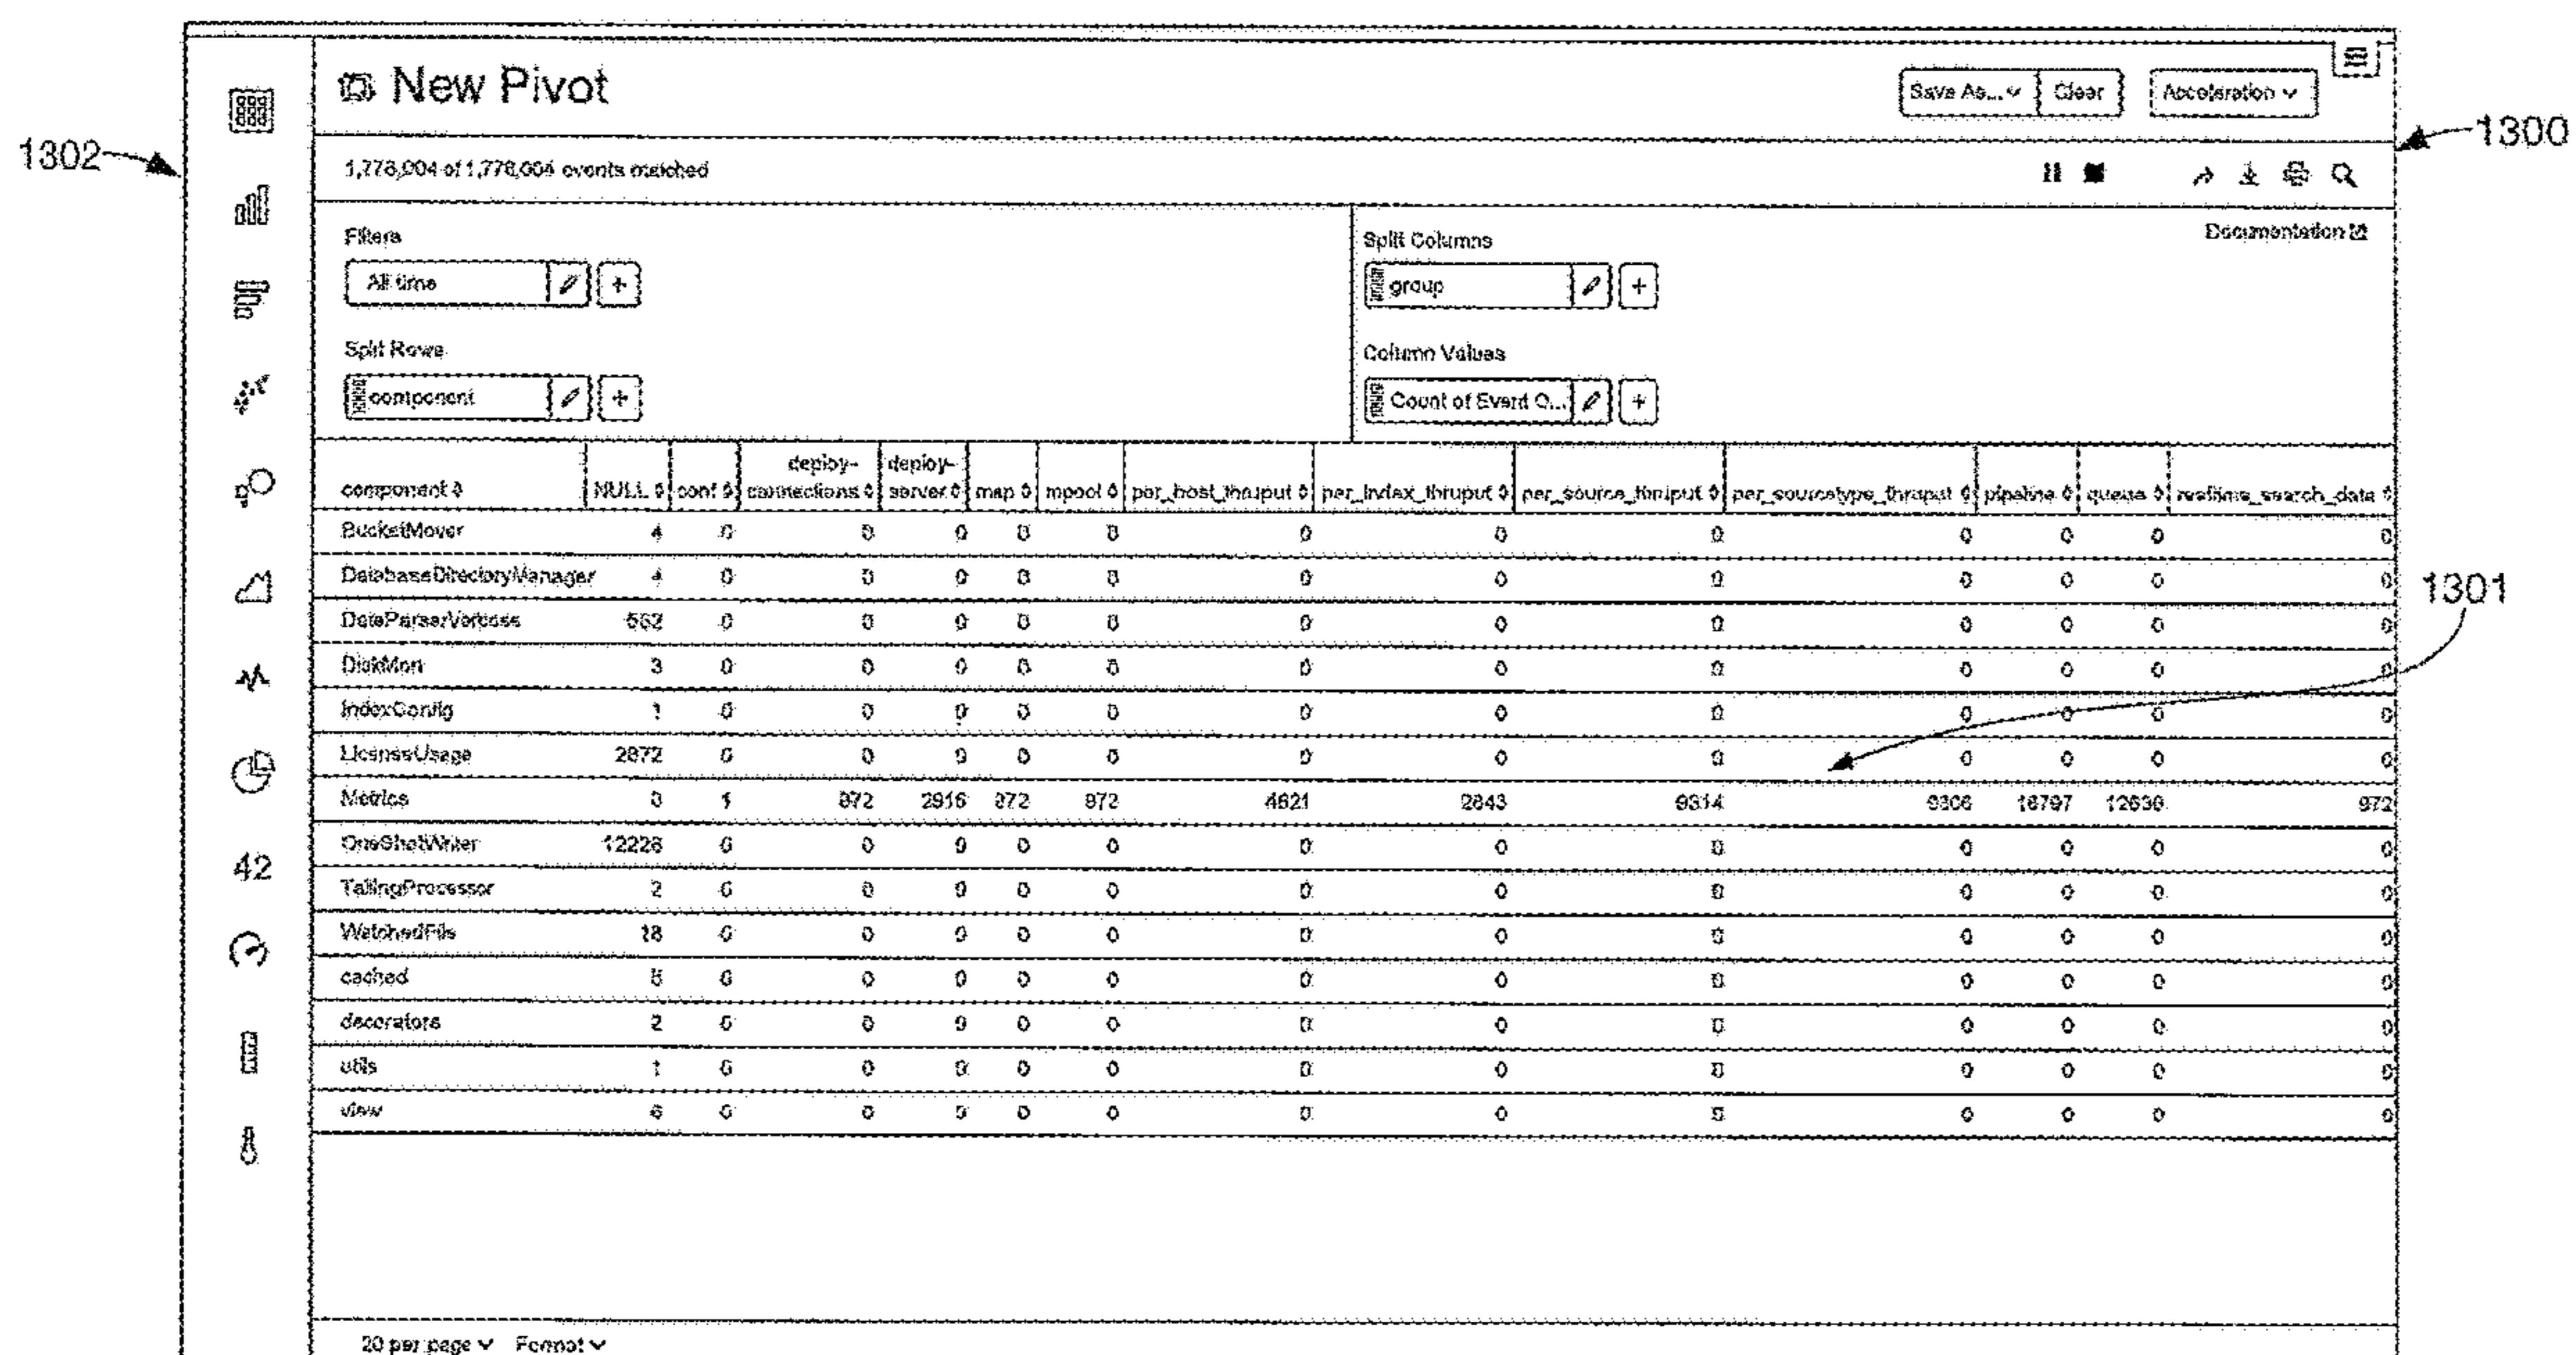 New Pivot
Save As... Clear Acceleration
1302
1300
of 1,778,004 events matched
Filters
Split Columns
Documentation
All time
group
Split Rows
Column Values
component
Count of Event O...
component NULL conf deploy-connections deploy-server map mpool per_host_thruput per_index_thruput per_source_thruput per_sourcetype_thruput pipeline queue realtime_search_data
BucketMover 4 0 0 0 0 0 0 0 0 0 0 0 0
DatabaseDirectoryManager 4 0 0 0 0 0 0 0 0 0 0 0 0
1301
DateParserVerbose 0 0 0 0 0 0 0 0 0 0 0 0
DiskMon 3 0 0 0 0 0 0 0 0 0 0 0 0
IndexConfig 1 0 0 0 0 0 0 0 0 0 0 0 0
LicenseUsage 2872 0 0 0 0 0 0 0 0 0 0 0 0
Metrics 0 1 972 2916 972 972 2843 9314 972
OneShotWriter 12228 0 0 0 0 0 0 0 0 0 0 0 0
TailingProcessor 2 0 0 0 0 0 0 0 0 0 0 0 0
WatchedFile 18 0 0 0 0 0 0 0 0 0 0 0 0
cached 5 0 0 0 0 0 0 0 0 0 0 0 0
decorators 2 0 0 0 0 0 0 0 0 0 0 0 0
utils 1 0 0 0 0 0 0 0 0 0 0 0 0
view 6 0 0 0 0 0 0 0 0 0 0 0 0
42
20 per page Format